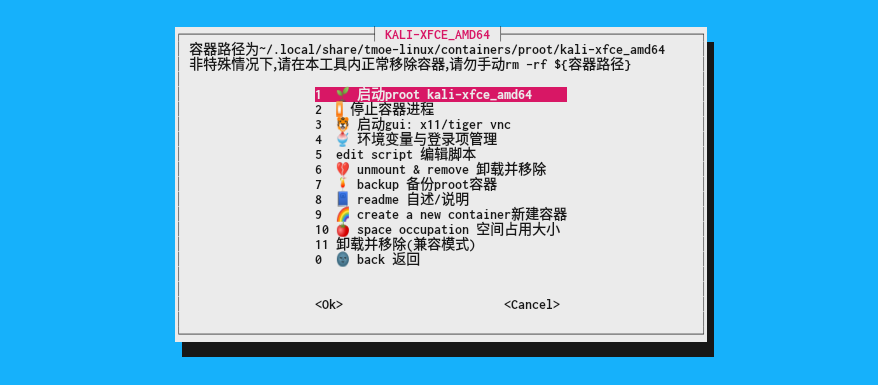 KALI-XFCE_AMD64
容器路径为~/.local/share/tmoe-linux/containers/proot/kali-xfce_amd64
非特殊情况下,请在本工具内正常移除容器,请勿手动rm -rf ${容器路径}
1 🌱 启动proot kali-xfce_amd64
2 停止容器进程
3 🐯 启动gui: x11/tiger vnc
4 🍧 环境变量与登录项管理
5 edit script 编辑脚本
6 💔 unmount & remove 卸载并移除
7 backup 备份proot容器
8 📘 readme 自述/说明
9 🌈 create a new container新建容器
10 🍎 space occupation 空间占用大小
11 卸载并移除(兼容模式)
0 🌚 back 返回
<Ok> <Cancel>